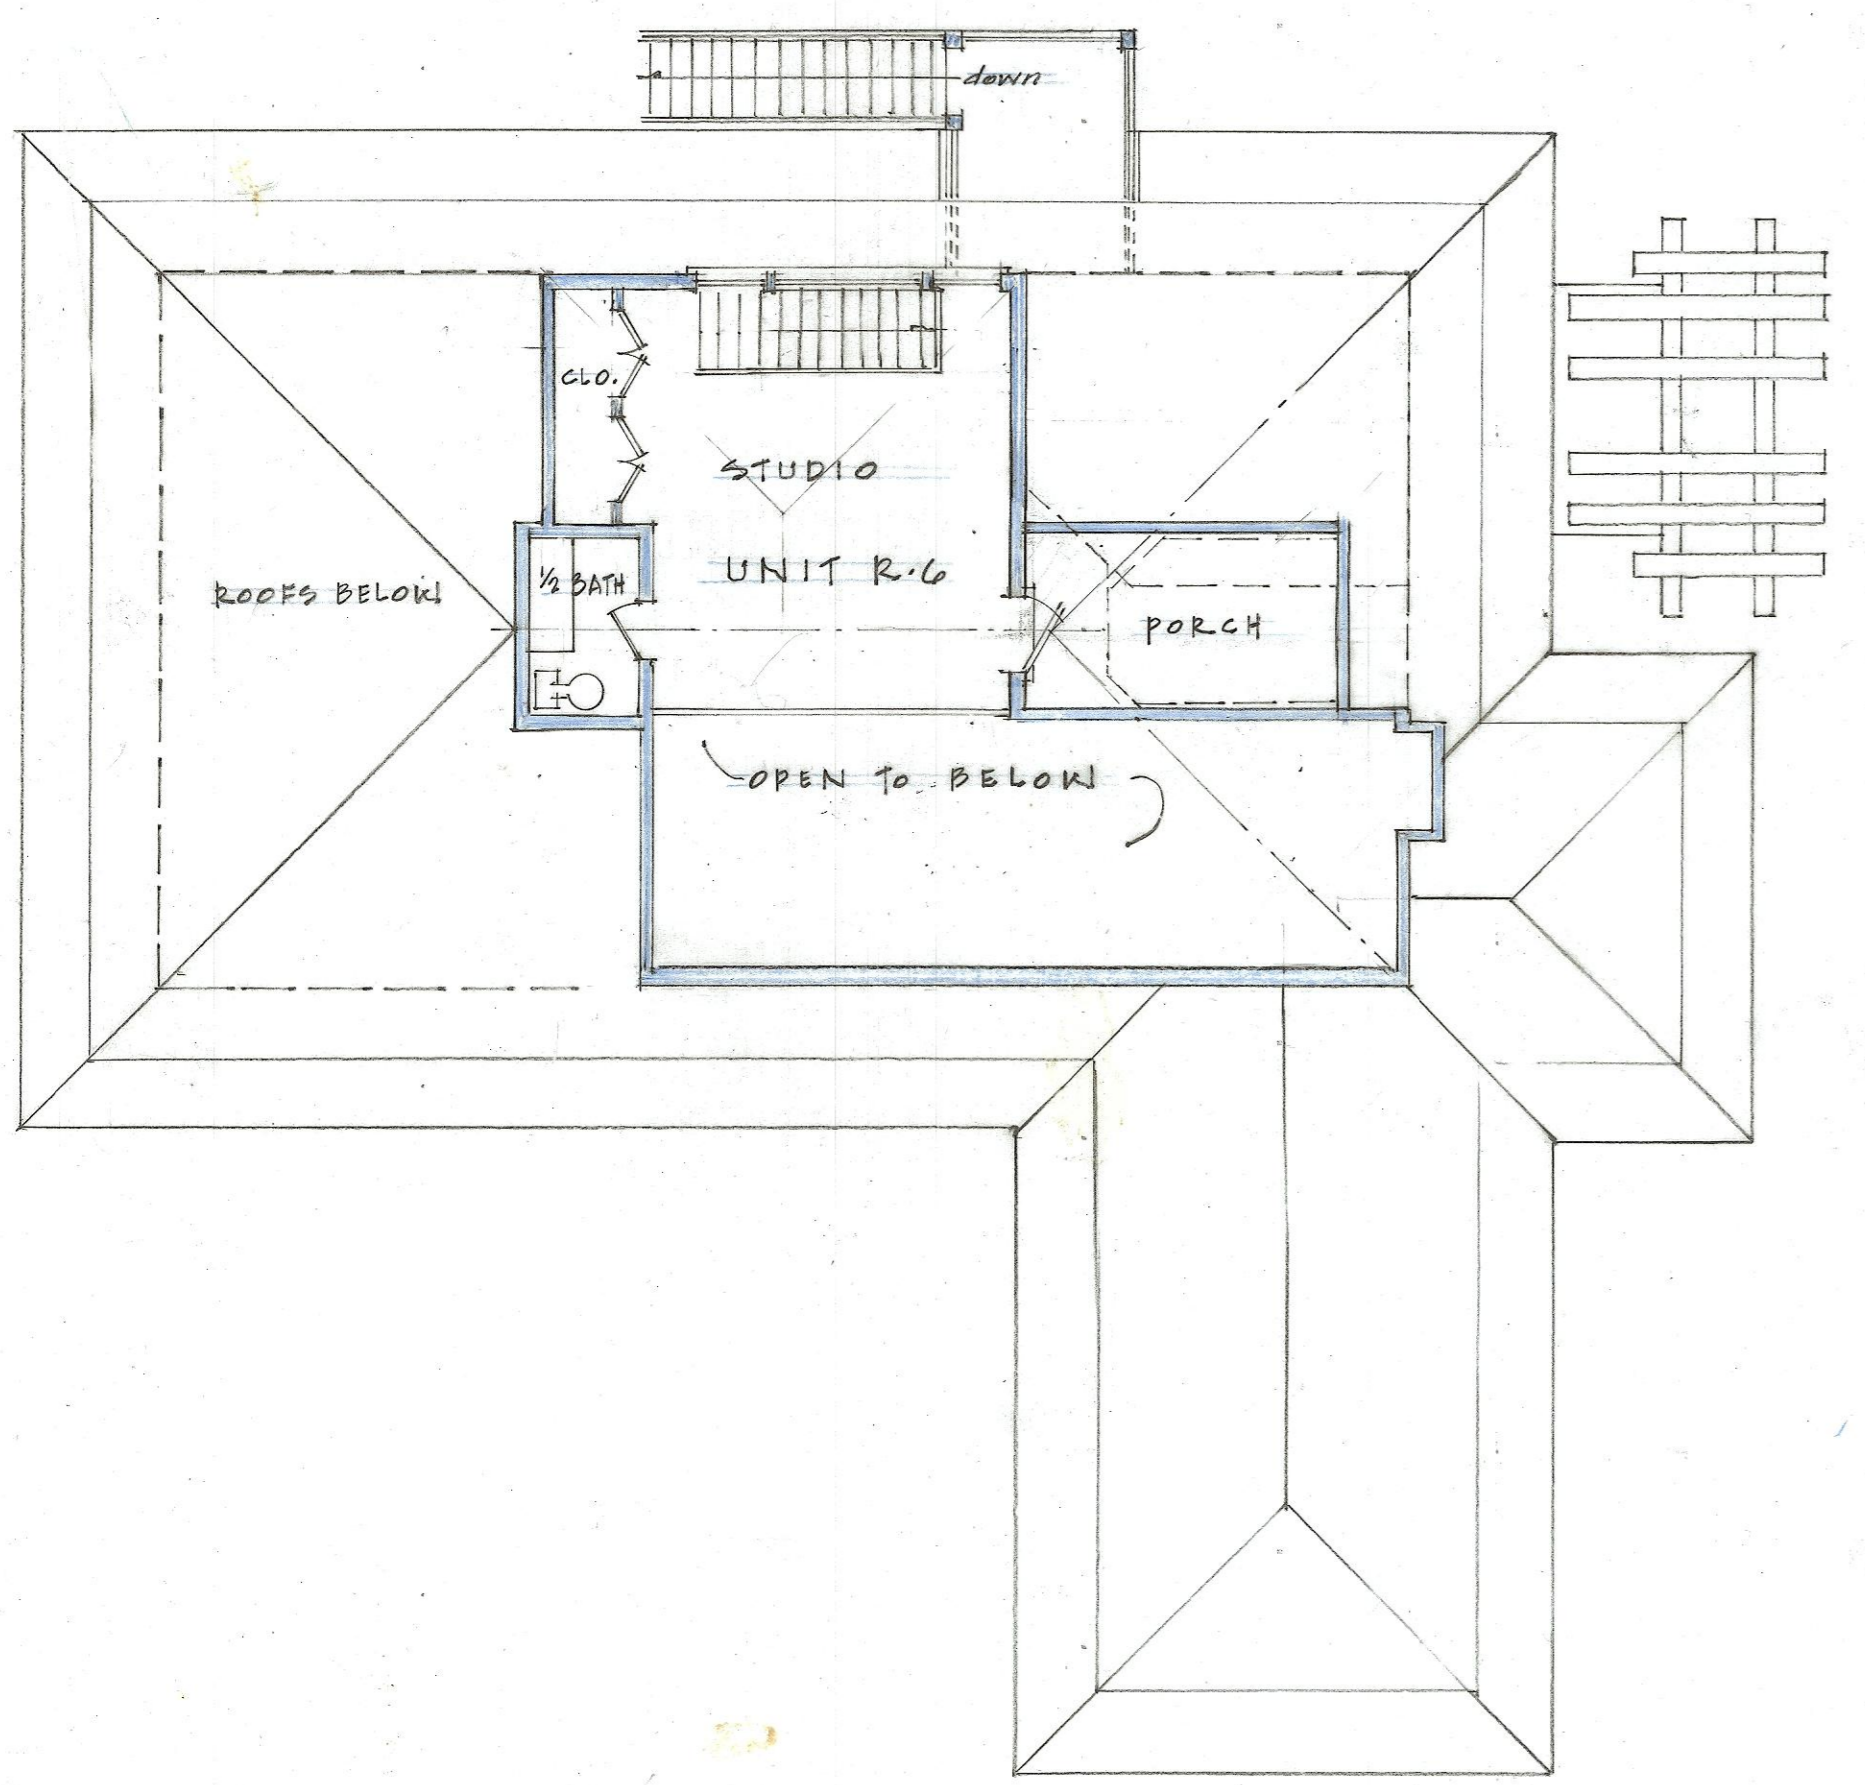 down
CLO.
STUDIO
UNIT R.6
½ BATH
ROOFS BELOW
PORCH
OPEN TO BELOW